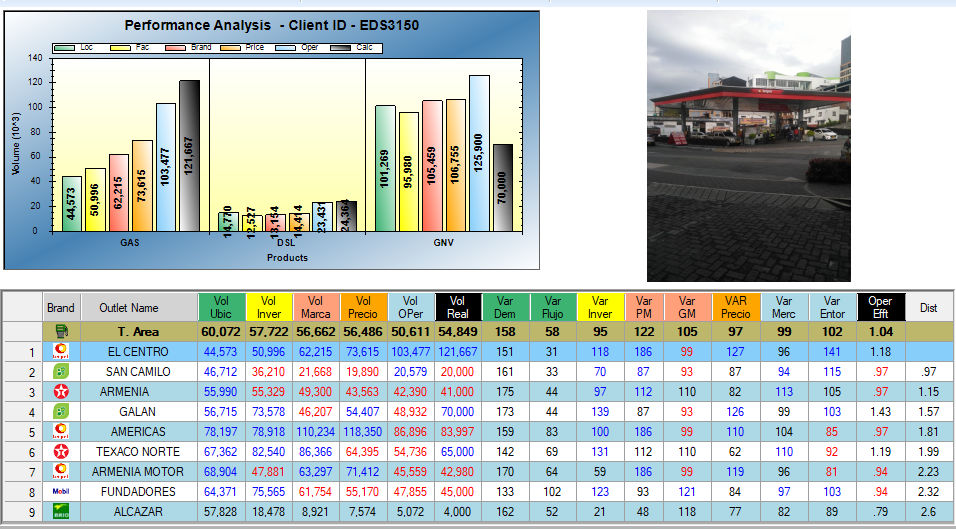 Performance Analysis - Client ID - EDS3150
Loc Fac Brand Price Oper Calc
140
120
100
80
60
40
20
0
Volume (10^3)
44,573 50,996 62,215 73,615 103,477 121,667
14,770 12,527 13,154 14,414 23,431 24,364
101,269 95,980 105,459 106,755 125,900 70,000
GAS DSL GNV
Products
Brand Outlet Name Vol Ubic Vol Inver Vol Marca Vol Precio Vol OPer Vol Real Var Dem Var Flujo Var Inver Var PM Var GM VAR Precio Var Merc Var Entor Oper Efft Dist
T. Area 60,072 57,722 56,662 56,486 50,611 54,849 158 58 95 122 105 97 99 102 1.04
1 EL CENTRO 44,573 50,996 62,215 73,615 103,477 121,667 151 31 118 186 99 127 96 141 1.18
2 SAN CAMILO 46,712 36,210 21,668 19,890 20,579 20,000 161 33 70 87 93 87 94 115 .97 .97
3 ARMENIA 55,990 55,329 49,300 43,563 42,390 41,000 175 44 97 112 110 82 113 105 .97 1.15
4 GALAN 56,715 73,578 46,207 54,407 48,932 70,000 173 44 139 87 93 126 99 103 1.43 1.57
5 AMERICAS 78,197 78,918 110,234 118,350 86,896 83,997 159 83 100 186 99 110 104 85 .97 1.81
6 TEXACO NORTE 67,362 82,540 86,366 64,395 54,736 65,000 142 69 131 112 110 62 110 92 1.19 1.99
7 ARMENIA MOTOR 68,904 47,881 63,297 71,412 45,559 42,980 170 64 59 186 99 119 96 81 .94 2.23
8 Mobil FUNDADORES 64,371 75,565 61,754 55,170 47,855 45,000 133 102 123 93 121 84 97 103 .94 2.32
9 BRIO ALCAZAR 57,828 18,478 8,921 7,574 5,072 4,000 162 52 21 48 118 77 82 89 .79 2.6